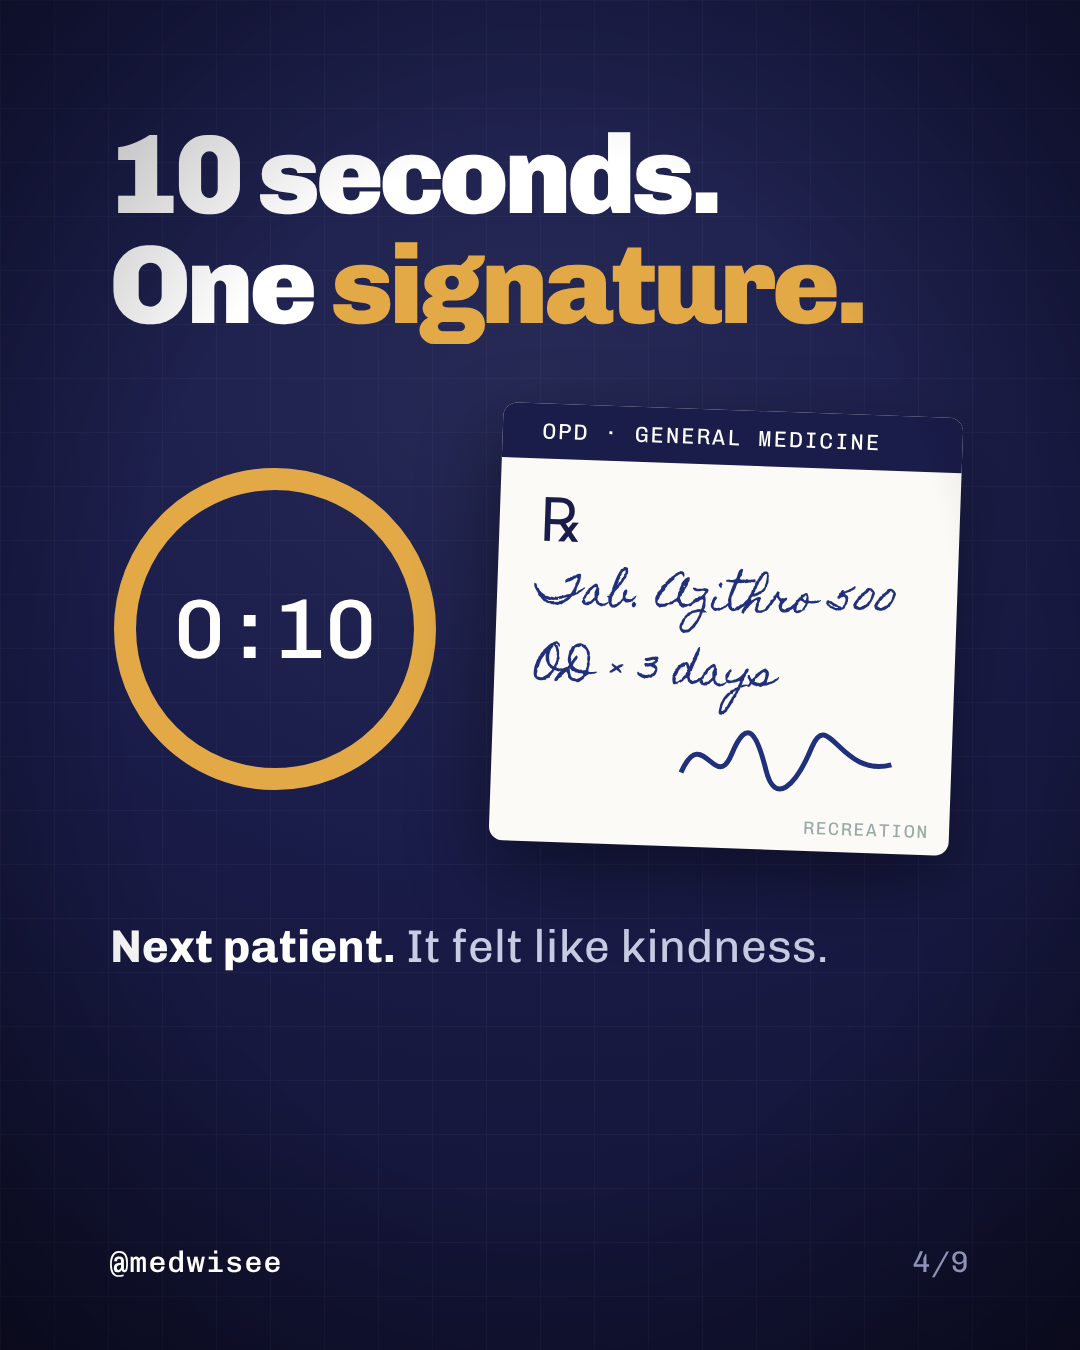 10 seconds.
One signature.
OPD · GENERAL MEDICINE
℞
Tab. Azithro 500
OD × 3 days
RECREATION
0:10
Next patient. It felt like kindness.
@medwisee
4/9